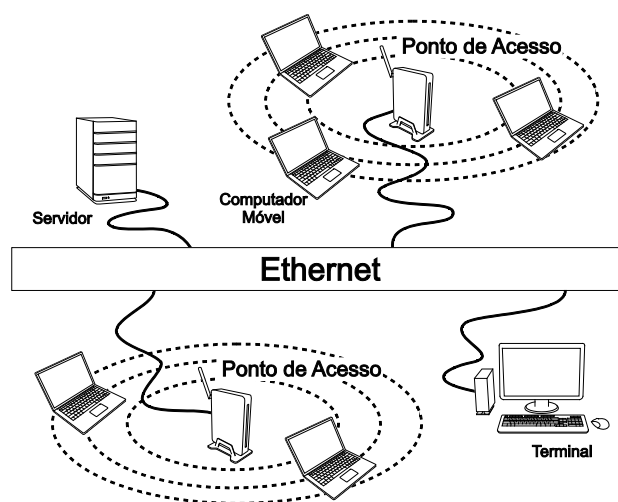 Ponto de Acesso
Servidor
Computador
Móvel
Ethernet
Ponto de Acesso
Terminal